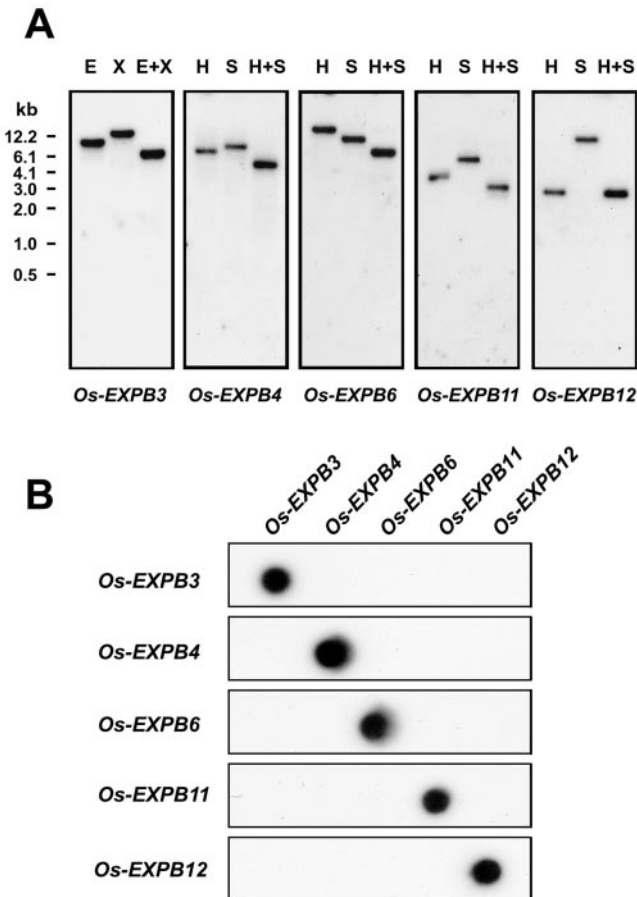 A
E X E+X H S H+S H S H+S H S H+S H S H+S
kb
12.2
6.1
4.1
3.0
2.0
1.0
0.5
Os-EXPB3 Os-EXPB4 Os-EXPB6 Os-EXPB11 Os-EXPB12
B
Os-EXPB3 Os-EXPB4 Os-EXPB6 Os-EXPB11 Os-EXPB12
Os-EXPB3
Os-EXPB4
Os-EXPB6
Os-EXPB11
Os-EXPB12